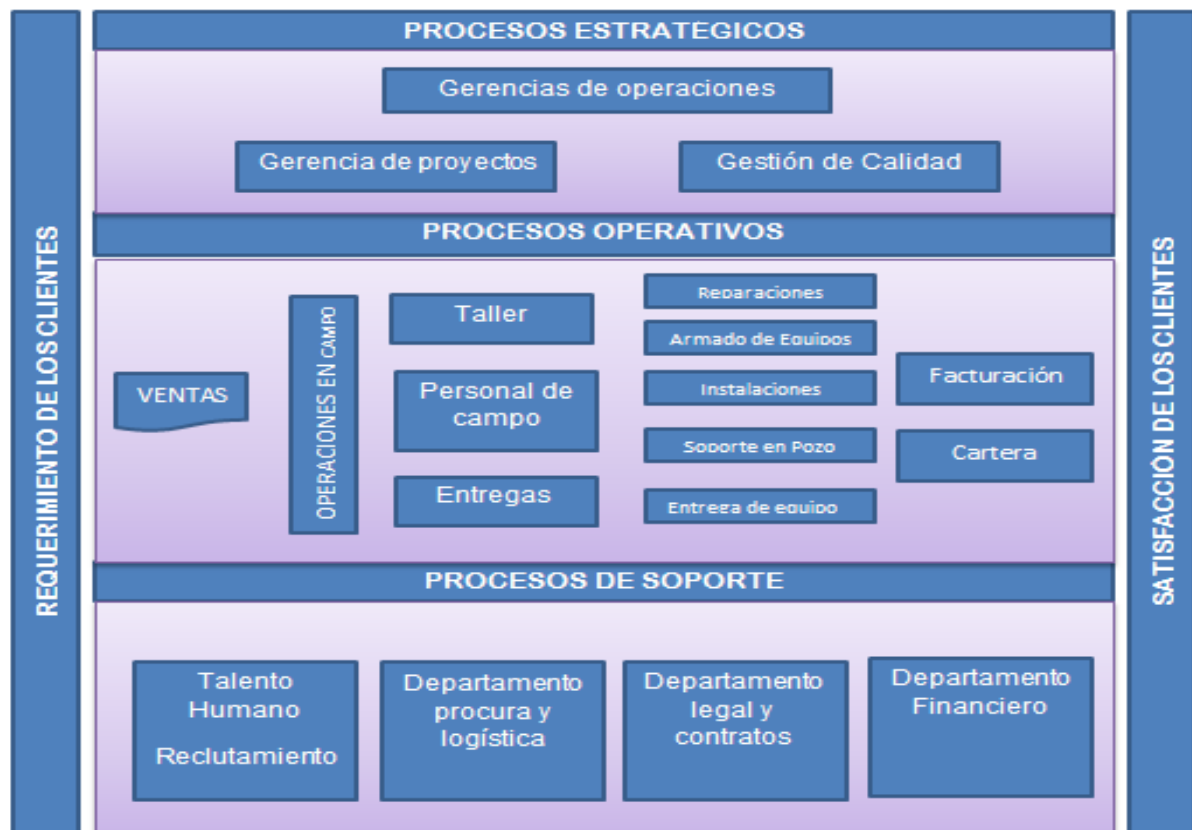 REQUERIMIENTO DE LOS CLIENTES
PROCESOS ESTRATÉGICOS
Gerencias de operaciones
Gerencia de proyectos
Gestión de Calidad
PROCESOS OPERATIVOS
VENTAS
OPERACIONES EN CAMPO
Taller
Personal de
campo
Entregas
Reparaciones
Armado de Equipos
Instalaciones
Soporte en Pozo
Entrega de equipo
Facturación
Cartera
PROCESOS DE SOPORTE
Talento
Humano
Reclutamiento
Departamento
procura y
logística
Departamento
legal y
contratos
Departamento
Financiero
SATISFACCIÓN DE LOS CLIENTES